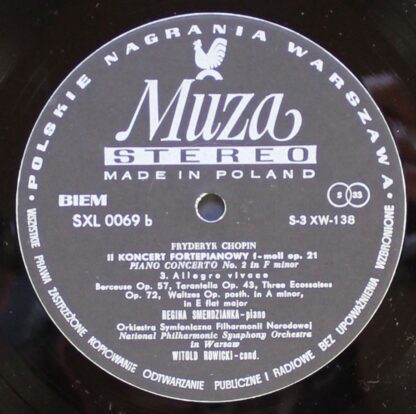 • POLSKIE NAGRANIA WARSZAWA •
Muza
STEREO
MADE IN POLAND
BIEM
S 33
SXL 0069 b
S-3 XW-138
FRYDERYK CHOPIN
II KONCERT FORTEPIANOWY f-moll op. 21
PIANO CONCERTO No. 2 in F minor
3. Allegro vivace
Berceuse Op. 57, Tarantella Op. 43, Three Ecossaises
Op. 72, Waltzes Op. posth. in A minor,
in E flat major
REGINA SMENDZIANKA-piano
Orkiestra Symfoniczna Filharmonii Narodowej
National Philharmonic Symphony Orchestra
in Warsaw
WITOLD ROWICKI-cond.
WSZYSTKIE PRAWA ZASTRZEŻONE KOPIOWANIE ODTWARZANIE PUBLICZNE I RADIOWE BEZ UPOWAŻNIENIA WZBRONIONE